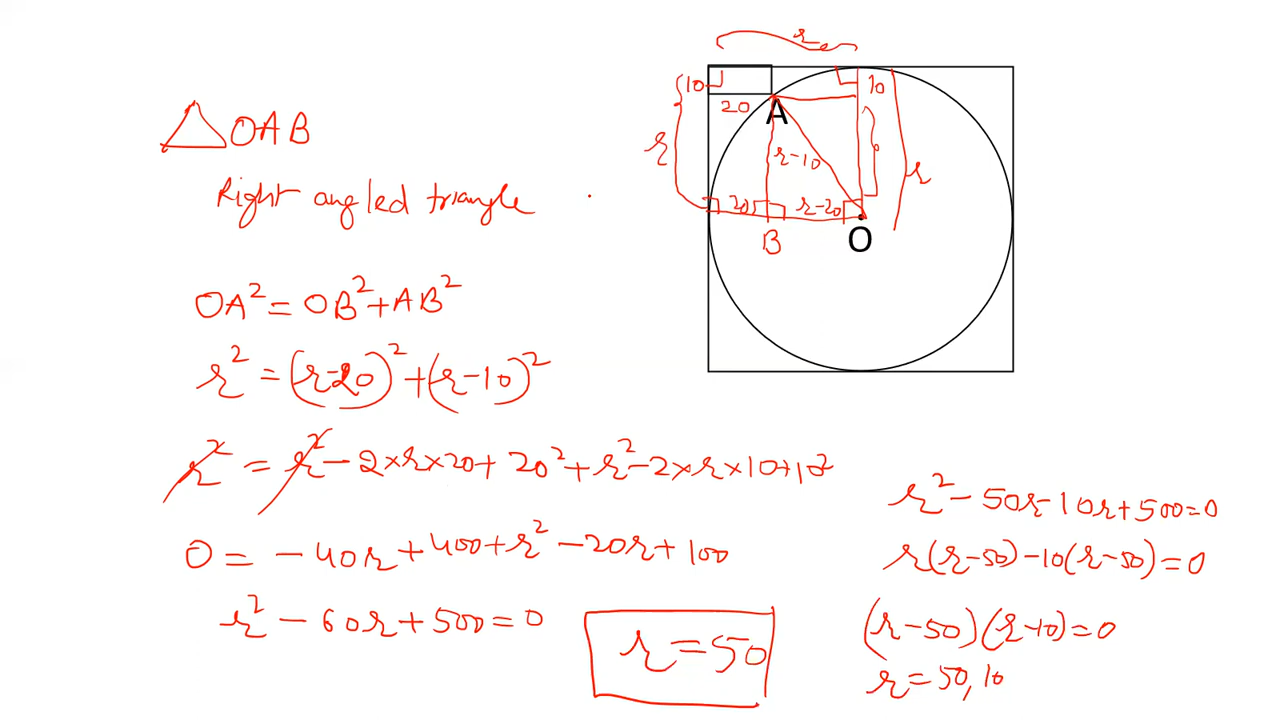 △OAB
Right angled triangle
OA² = OB² + AB²
r² = (r-20)² + (r-10)²
r² = r² - 2×r×20 + 20² + r² - 2×r×10+10²
0 = -40r + 400 + r² - 20r + 100
r² - 60r + 500 = 0
r = 50
r
10
20
A
10
r
r-10
r
20
r-20
B
O
r² - 50r - 10r + 500 = 0
r(r-50) - 10(r-50) = 0
(r-50)(r-10) = 0
r = 50, 10